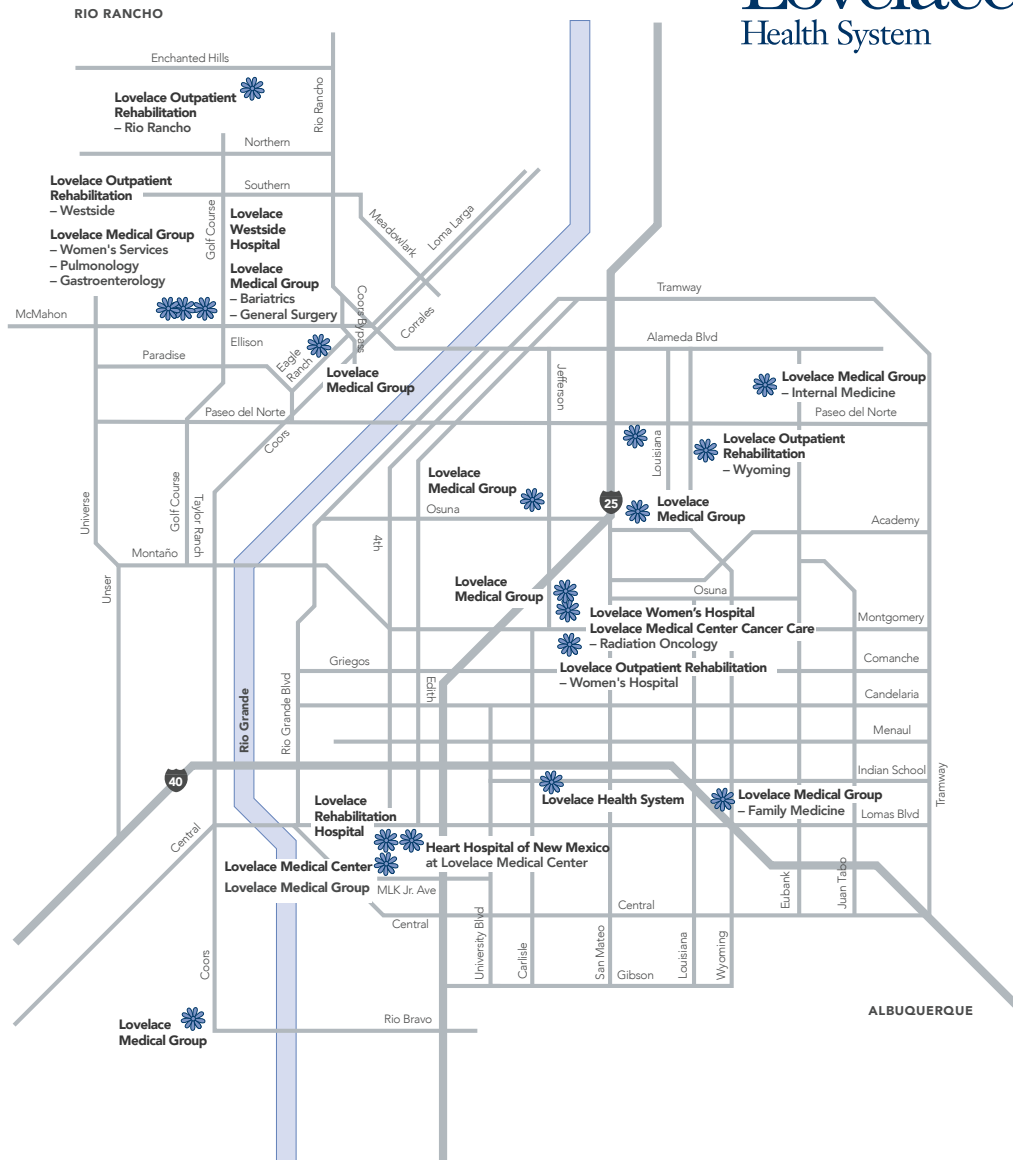 RIO RANCHO
Lovelace
Health System
Enchanted Hills
Rio Rancho
Lovelace Outpatient
Rehabilitation
– Rio Rancho
Northern
Lovelace Outpatient
Rehabilitation
– Westside
Southern
Golf Course
Lovelace
Westside
Hospital
Meadowlark
Loma Larga
Lovelace Medical Group
– Women's Services
– Pulmonology
– Gastroenterology
Lovelace
Medical Group
– Bariatrics
– General Surgery
Coors Bypass
Corrales
Tramway
McMahon
Ellison
Eagle
Ranch
Paradise
Lovelace
Medical Group
Alameda Blvd
Jefferson
Lovelace Medical Group
– Internal Medicine
Paseo del Norte
Paseo del Norte
Coors
Louisiana
Lovelace Outpatient
Rehabilitation
– Wyoming
Lovelace
Medical Group
Osuna
25
Lovelace
Medical Group
Academy
Universe
Golf Course
Taylor Ranch
4th
Montaño
Unser
Lovelace
Medical Group
Osuna
Lovelace Women's Hospital
Lovelace Medical Center Cancer Care
– Radiation Oncology
Montgomery
Lovelace Outpatient Rehabilitation
– Women's Hospital
Griegos
Comanche
Rio Grande
Rio Grande Blvd
Edith
Candelaria
Menaul
40
Indian School
Tramway
Lovelace Health System
Lovelace Medical Group
– Family Medicine
Lomas Blvd
Central
Lovelace
Rehabilitation
Hospital
Heart Hospital of New Mexico
at Lovelace Medical Center
Lovelace Medical Center
Lovelace Medical Group
MLK Jr. Ave
Eubank
Juan Tabo
Central
Central
University Blvd
Carlisle
San Mateo
Louisiana
Wyoming
Gibson
Coors
ALBUQUERQUE
Lovelace
Medical Group
Rio Bravo